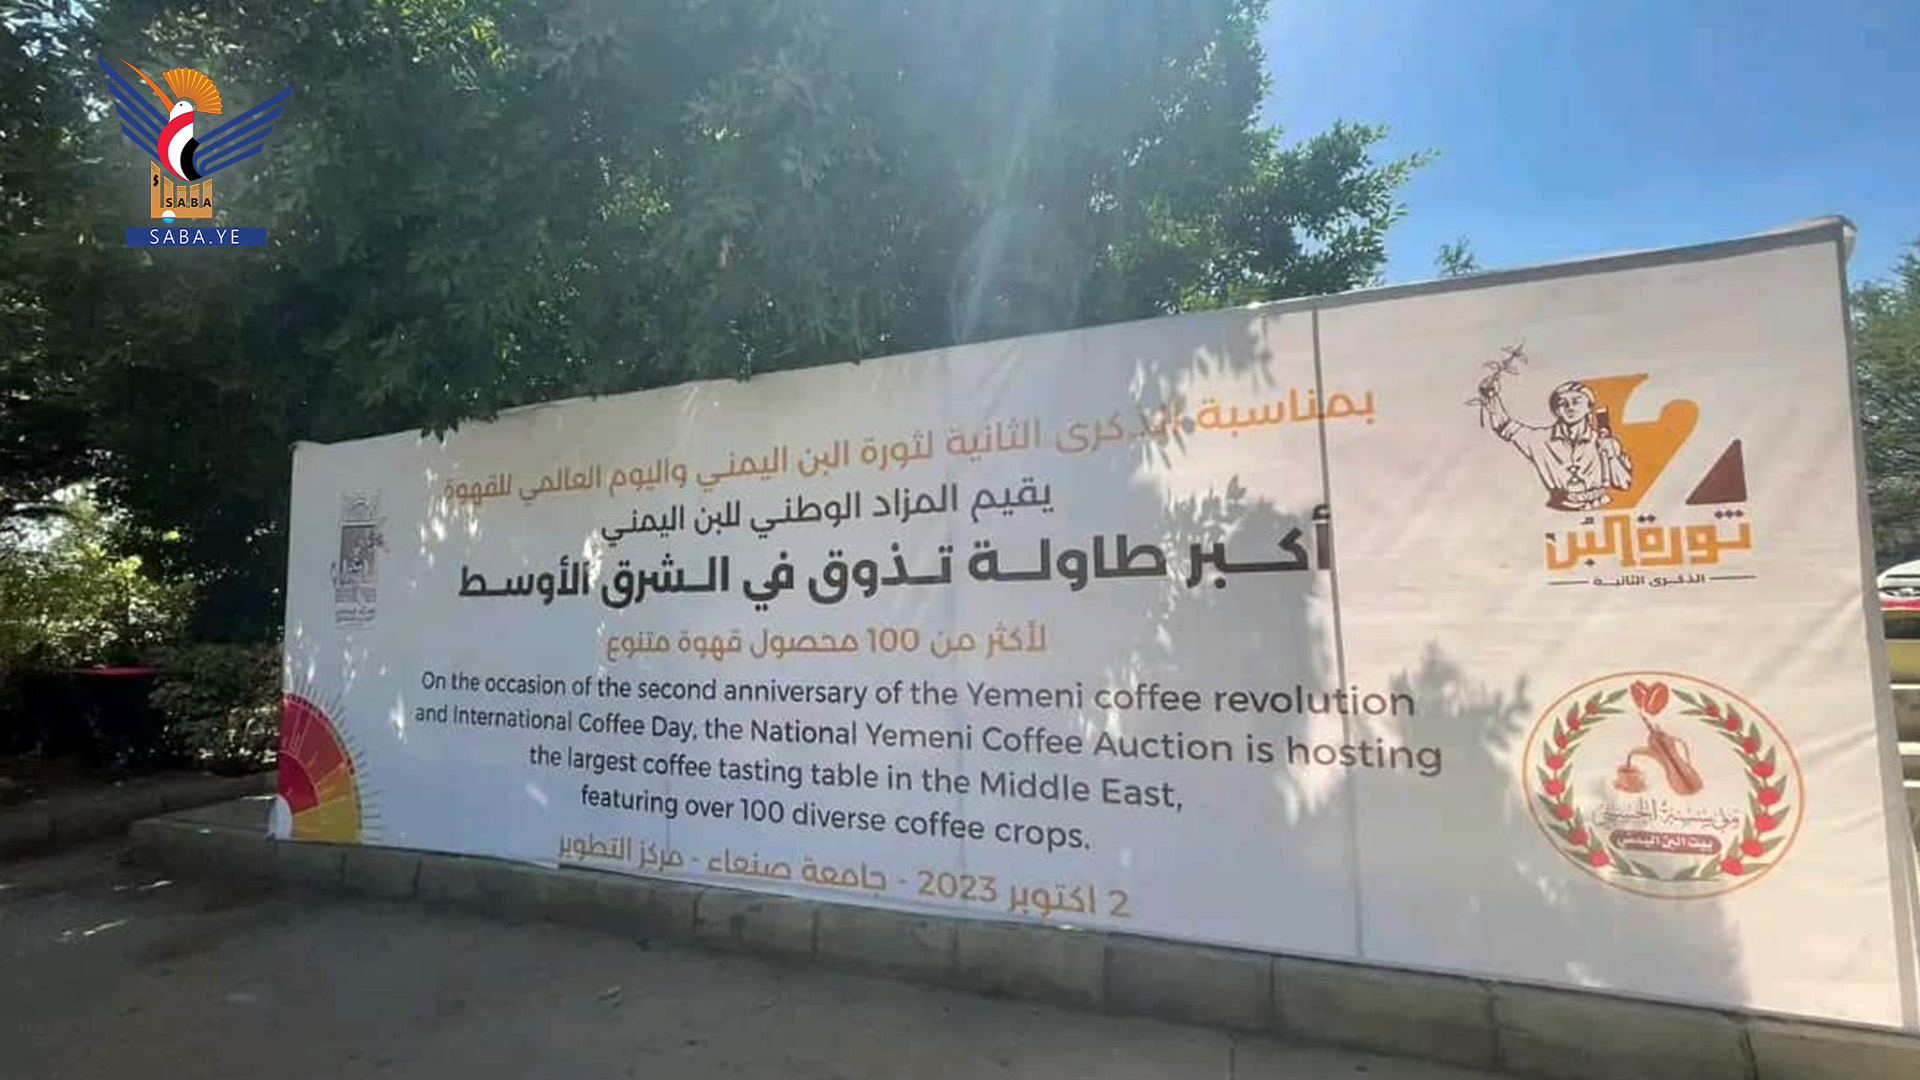 SABA
SABA.YE
بمناسبة الذكرى الثانية لثورة البن اليمني واليوم العالمي للقهوة
يقيم المزاد الوطني للبن اليمني
أكبر طاولة تذوق في الشرق الأوسط
لأكثر من 100 محصول قهوة متنوع
On the occasion of the second anniversary of the Yemeni coffee revolution
and International Coffee Day, the National Yemeni Coffee Auction is hosting
the largest coffee tasting table in the Middle East,
featuring over 100 diverse coffee crops.
2 اكتوبر 2023 - جامعة صنعاء - مركز التطوير
ثورة البُن
الذكرى الثانية
بيت البن اليمني